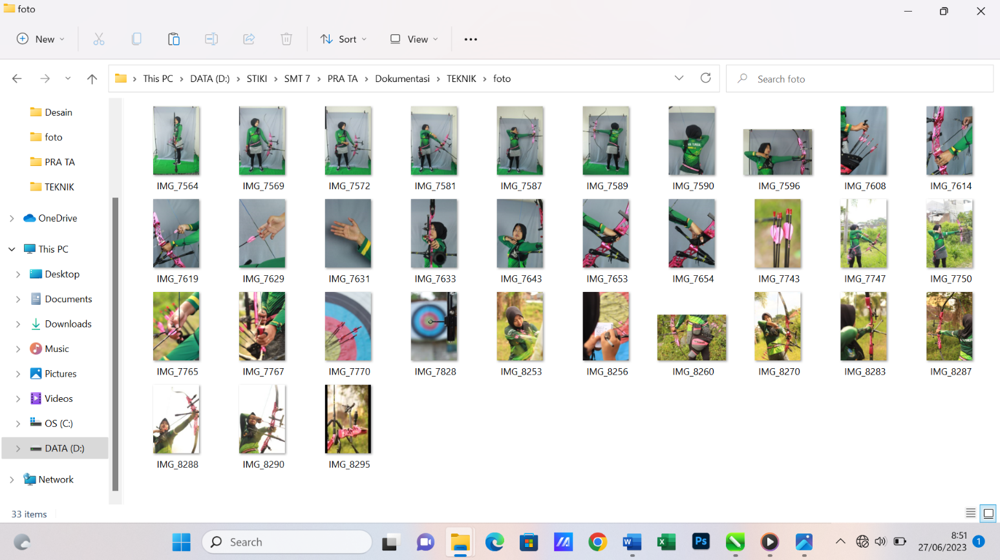 foto
New
Sort
View
This PC
DATA (D:)
STIKI
SMT 7
PRA TA
Dokumentasi
TEKNIK
foto
Search foto
Desain
foto
PRA TA
TEKNIK
OneDrive
This PC
Desktop
Documents
Downloads
Music
Pictures
Videos
OS (C:)
DATA (D:)
Network
IMG_7564
IMG_7569
IMG_7572
IMG_7581
IMG_7587
IMG_7589
IMG_7590
IMG_7596
IMG_7608
IMG_7614
IMG_7619
IMG_7629
IMG_7631
IMG_7633
IMG_7643
IMG_7653
IMG_7654
IMG_7743
IMG_7747
IMG_7750
IMG_7765
IMG_7767
IMG_7770
IMG_7828
IMG_8253
IMG_8256
IMG_8260
IMG_8270
IMG_8283
IMG_8287
IMG_8288
IMG_8290
IMG_8295
33 items
Search
Ps
8:51
27/06/2023
1